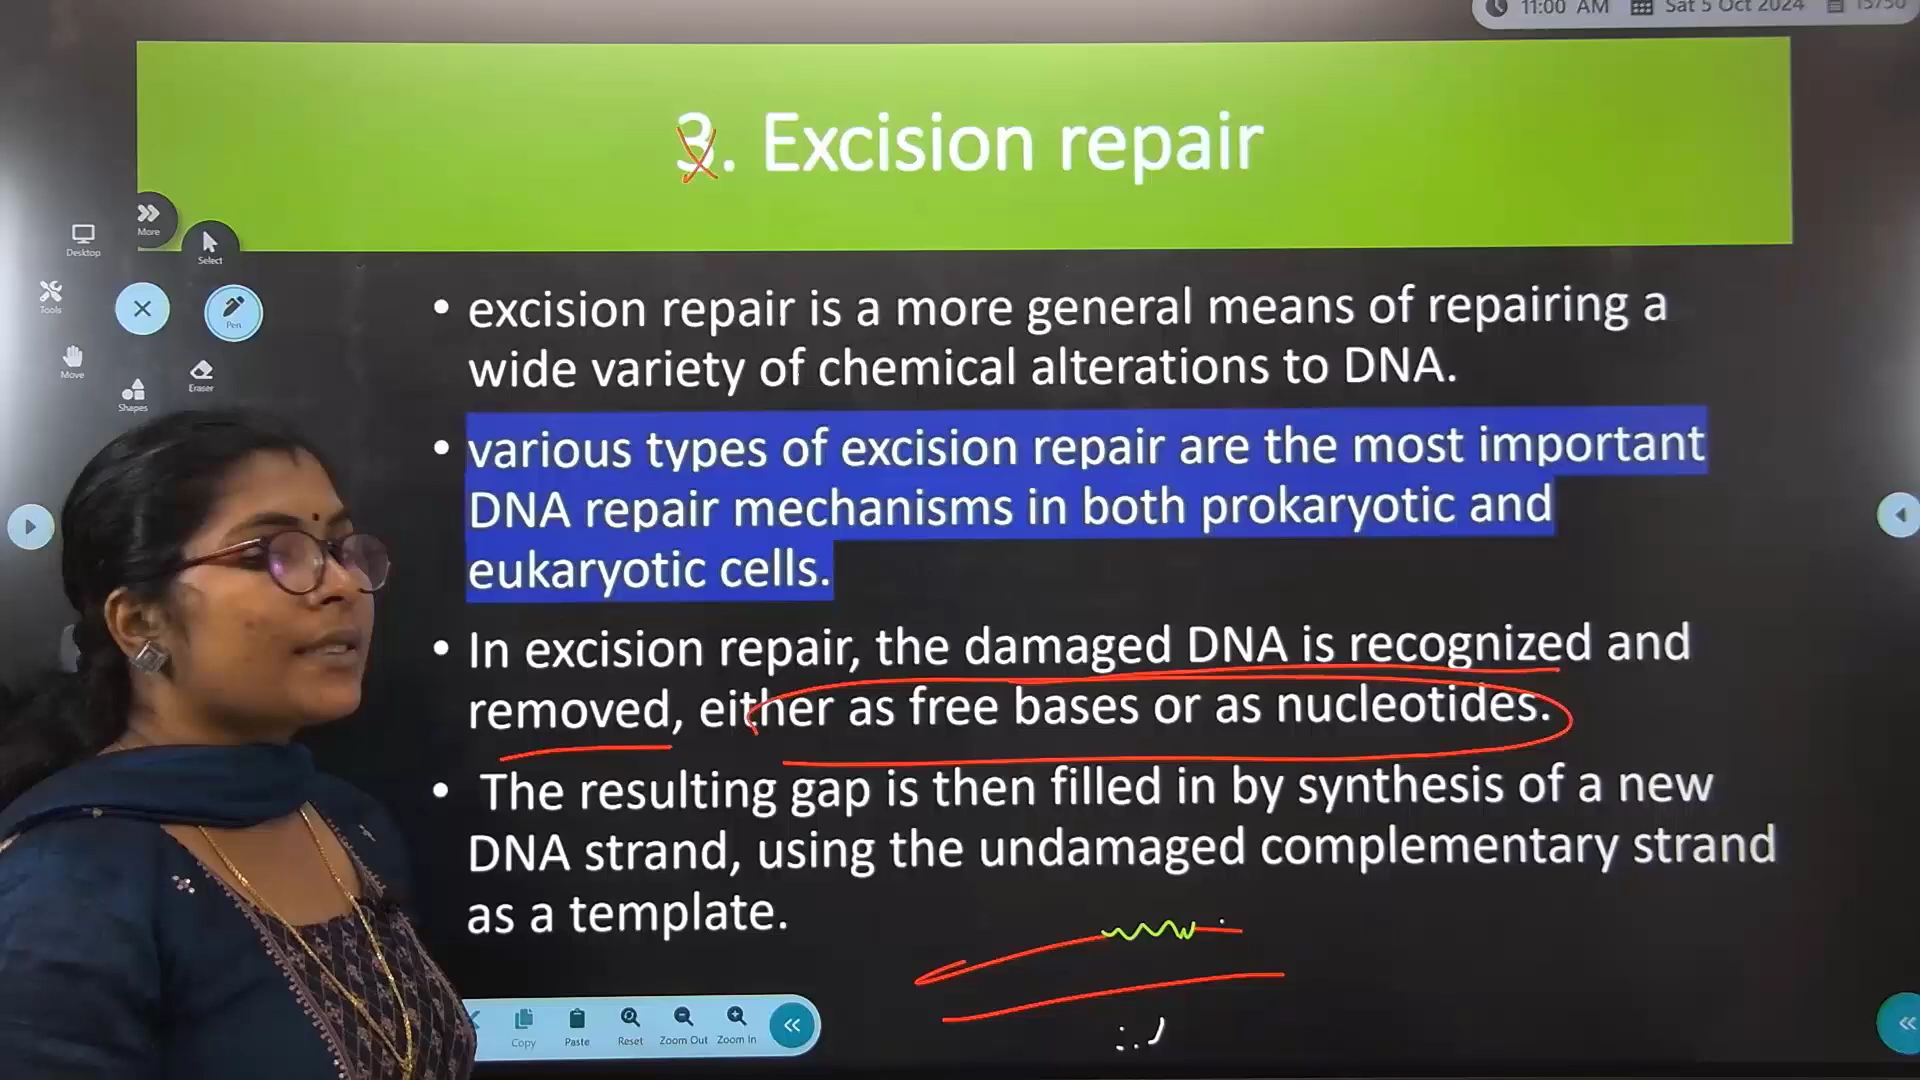 11:00 AM Sat 5 Oct 2024
3. Excision repair
More
Desktop
Select
Tools
Pen
Move
Eraser
Shapes
• excision repair is a more general means of repairing a
wide variety of chemical alterations to DNA.
• various types of excision repair are the most important
DNA repair mechanisms in both prokaryotic and
eukaryotic cells.
• In excision repair, the damaged DNA is recognized and
removed, either as free bases or as nucleotides.
• The resulting gap is then filled in by synthesis of a new
DNA strand, using the undamaged complementary strand
as a template.
Copy Paste Reset Zoom Out Zoom In